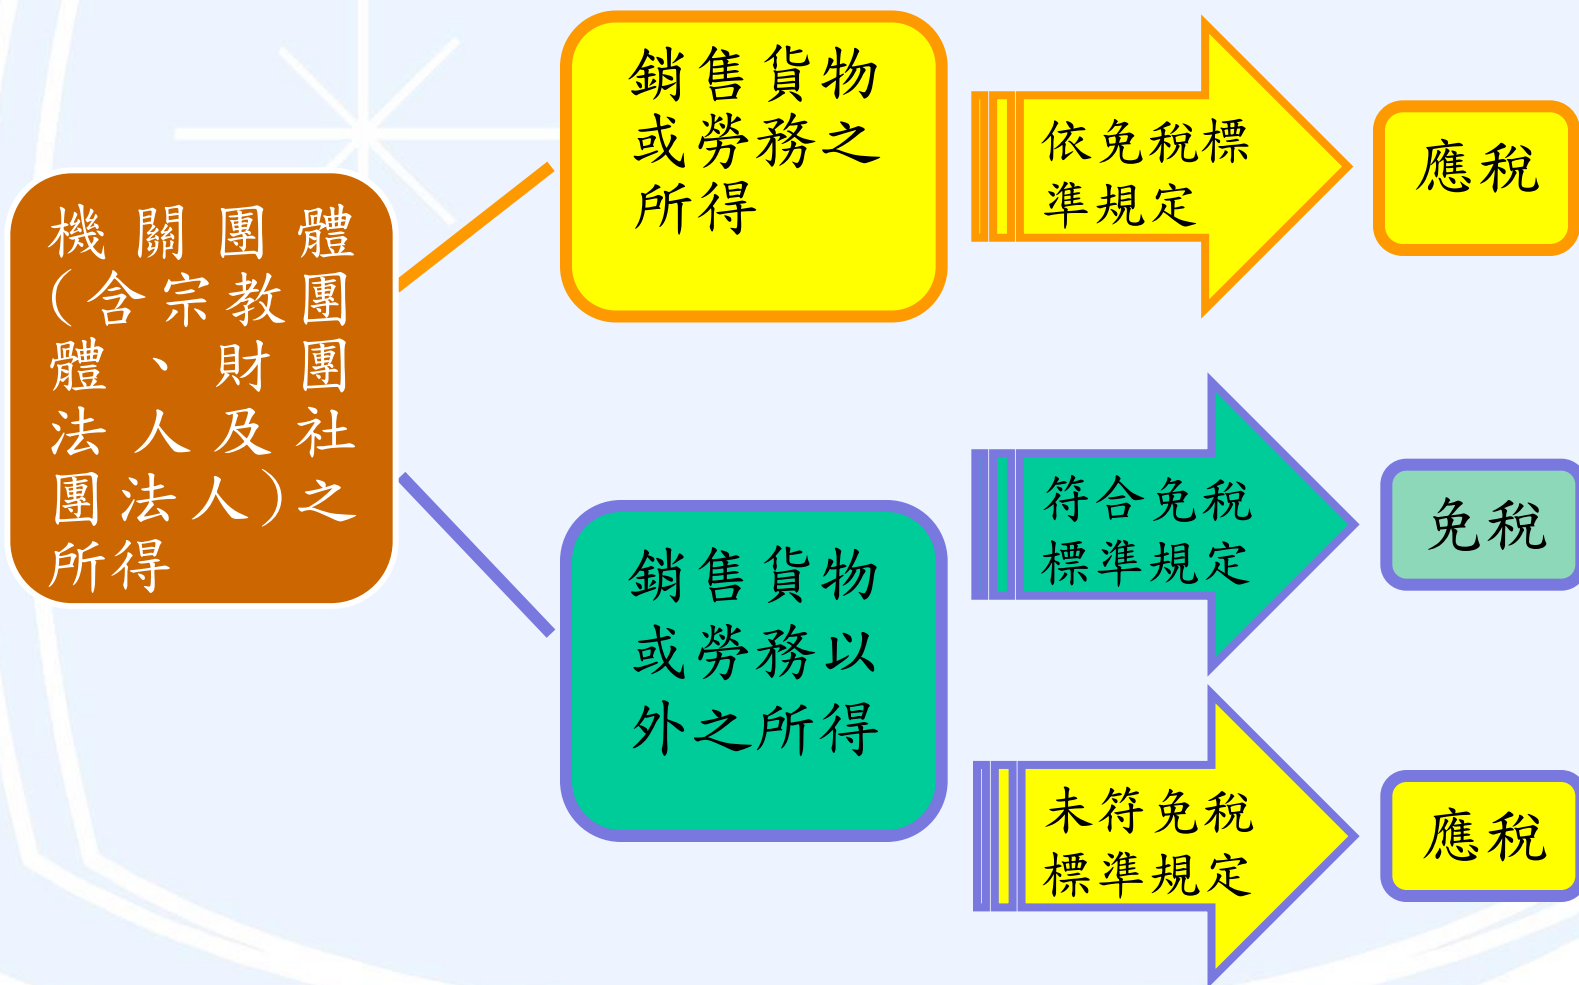 機關團體
（含宗教團
體、財團
法人及社
團法人）之
所得
銷售貨物
或勞務之
所得
依免稅標
準規定
應稅
銷售貨物
或勞務以
外之所得
符合免稅
標準規定
免稅
未符免稅
標準規定
應稅